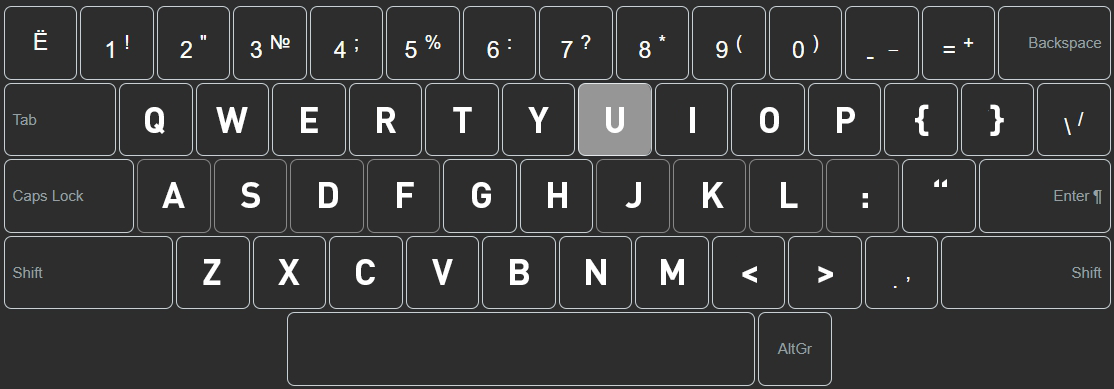 Ё 1 ! 2 " 3 № 4 ; 5 % 6 : 7 ? 8 * 9 ( 0 ) - _ = + Backspace
Tab Q W E R T Y U I O P { } \ /
Caps Lock A S D F G H J K L : “ Enter ¶
Shift Z X C V B N M < > . , Shift
AltGr